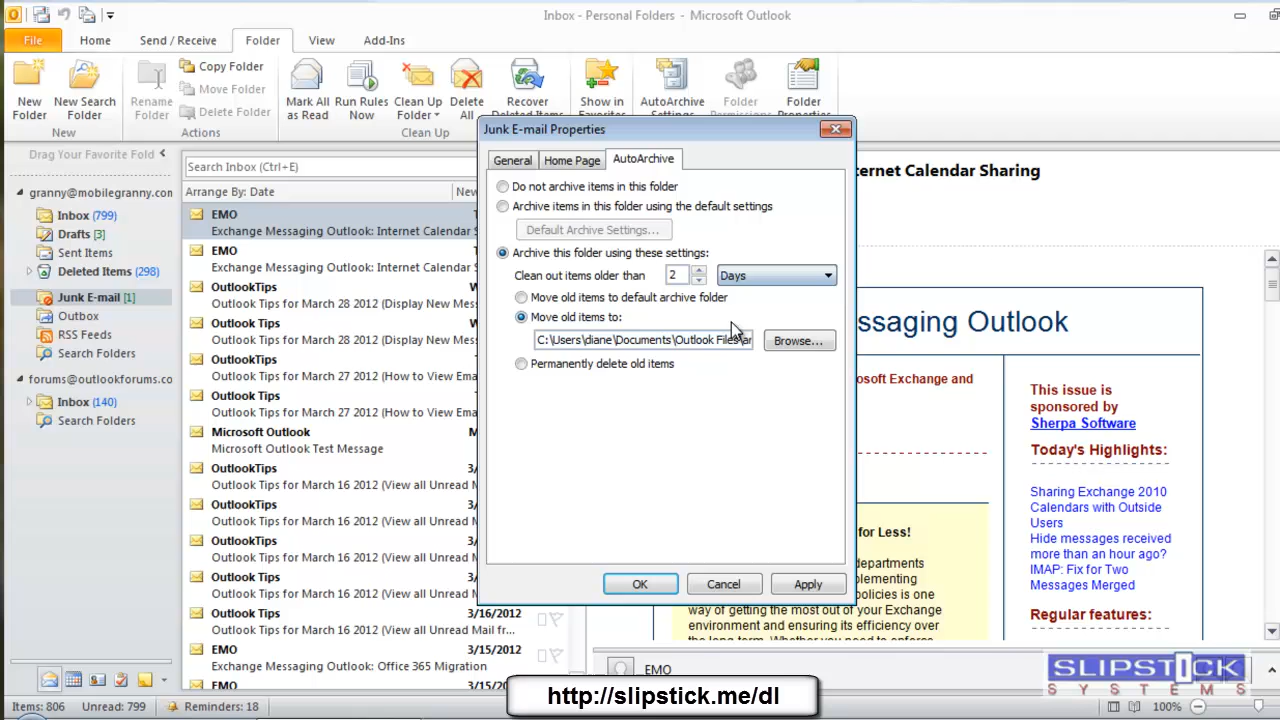 Inbox - Personal Folders - Microsoft Outlook
File Home Send / Receive Folder View Add-Ins
New Folder
New Search Folder
New
Rename Folder
Copy Folder
Move Folder
Delete Folder
Actions
Mark All as Read
Run Rules Now
Clean Up Folder
Delete All
Recover
Clean Up
Show in
AutoArchive
Folder
Folder
Drag Your Favorite Fold
granny@mobilegranny.com
Inbox (799)
Drafts [3]
Sent Items
Deleted Items (298)
Junk E-mail [1]
Outbox
RSS Feeds
Search Folders
forums@outlookforums.co
Inbox (140)
Search Folders
Search Inbox (Ctrl+E)
Arrange By: Date
EMO
Exchange Messaging Outlook: Internet Calendar
EMO
Exchange Messaging Outlook: Internet Calendar
OutlookTips
Outlook Tips for March 28 2012 (Display New Mes
Outlook Tips
Outlook Tips for March 28 2012 (Display New Mes
OutlookTips
Outlook Tips for March 27 2012 (How to View Ema
Outlook Tips
Outlook Tips for March 27 2012 (How to View Ema
Microsoft Outlook
Microsoft Outlook Test Message
OutlookTips
Outlook Tips for March 16 2012 (View all Unread M
OutlookTips
Outlook Tips for March 16 2012 (View all Unread M
OutlookTips
Outlook Tips for March 16 2012 (View all Unread M
Outlook Tips
Outlook Tips for March 16 2012 (View all Unread M
Outlook Tips 3/16/2012
Outlook Tips for March 16 2012 (View all Unread Mail fr...
EMO 3/15/2012
Exchange Messaging Outlook: Office 365 Migration
EMO
Junk E-mail Properties
General Home Page AutoArchive
Do not archive items in this folder
Archive items in this folder using the default settings
Default Archive Settings...
Archive this folder using these settings:
Clean out items older than 2 Days
Move old items to default archive folder
Move old items to:
C:\Users\diane\Documents\Outlook Files\ar
Browse...
Permanently delete old items
OK Cancel Apply
ternet Calendar Sharing
ssaging Outlook
osoft Exchange and
This issue is
sponsored by
Sherpa Software
Today's Highlights:
Sharing Exchange 2010
Calendars with Outside
Users
Hide messages received
more than an hour ago?
IMAP: Fix for Two
Messages Merged
Regular features:
for Less!
departments
plementing
policies is one
way of getting the most out of your Exchange
environment and ensuring its efficiency over
EMO
SLIPSTICK
SYSTEMS
http://slipstick.me/dl
Items: 806 Unread: 799 Reminders: 18
100%